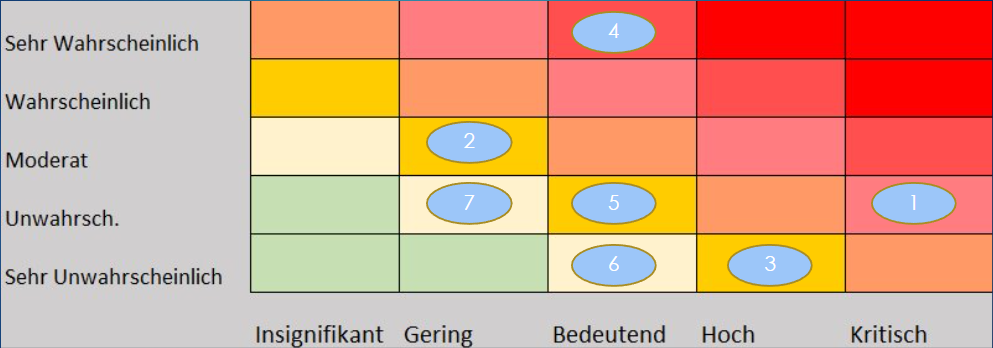 Sehr Wahrscheinlich 4
Wahrscheinlich
Moderat 2
Unwahrsch. 7 5 1
Sehr Unwahrscheinlich 6 3
Insignifikant Gering Bedeutend Hoch Kritisch